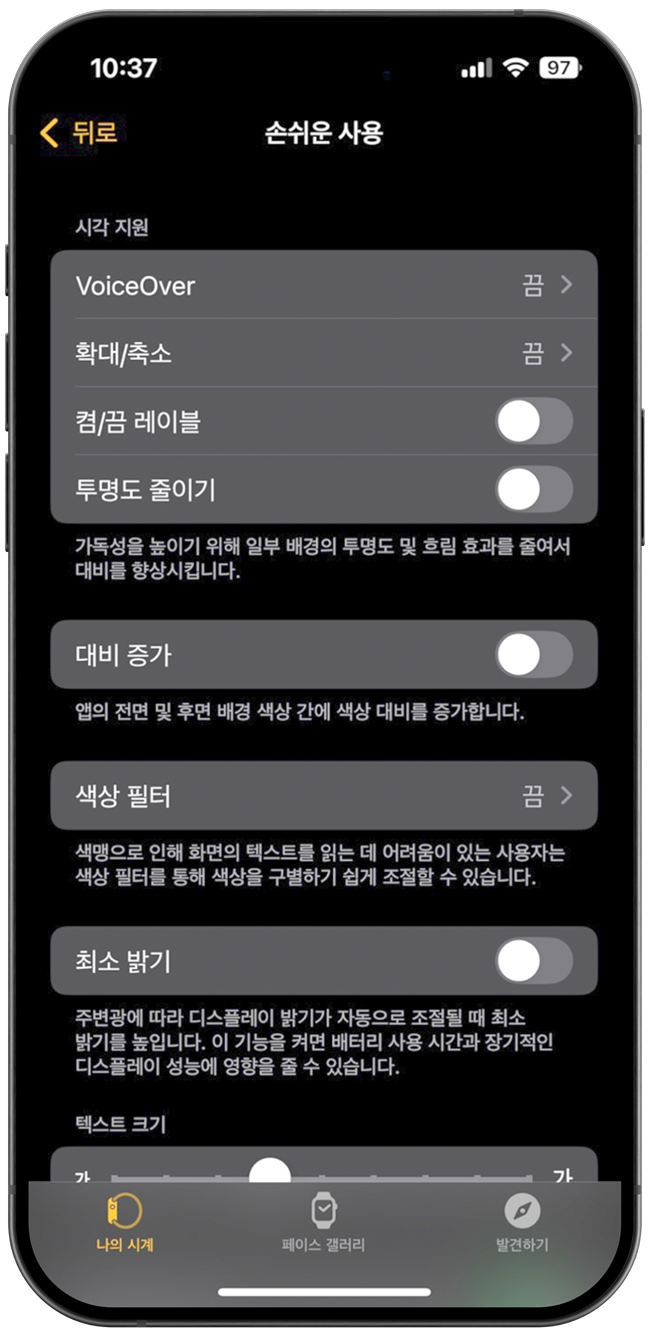 10:37
97
뒤로
손쉬운 사용
시각 지원
VoiceOver
끔
확대/축소
끔
켬/끔 레이블
투명도 줄이기
가독성을 높이기 위해 일부 배경의 투명도 및 흐림 효과를 줄여서
대비를 향상시킵니다.
대비 증가
앱의 전면 및 후면 배경 색상 간에 색상 대비를 증가합니다.
색상 필터
끔
색맹으로 인해 화면의 텍스트를 읽는 데 어려움이 있는 사용자는
색상 필터를 통해 색상을 구별하기 쉽게 조절할 수 있습니다.
최소 밝기
주변광에 따라 디스플레이 밝기가 자동으로 조절될 때 최소
밝기를 높입니다. 이 기능을 켜면 배터리 사용 시간과 장기적인
디스플레이 성능에 영향을 줄 수 있습니다.
텍스트 크기
가
가
나의 시계
페이스 갤러리
발견하기